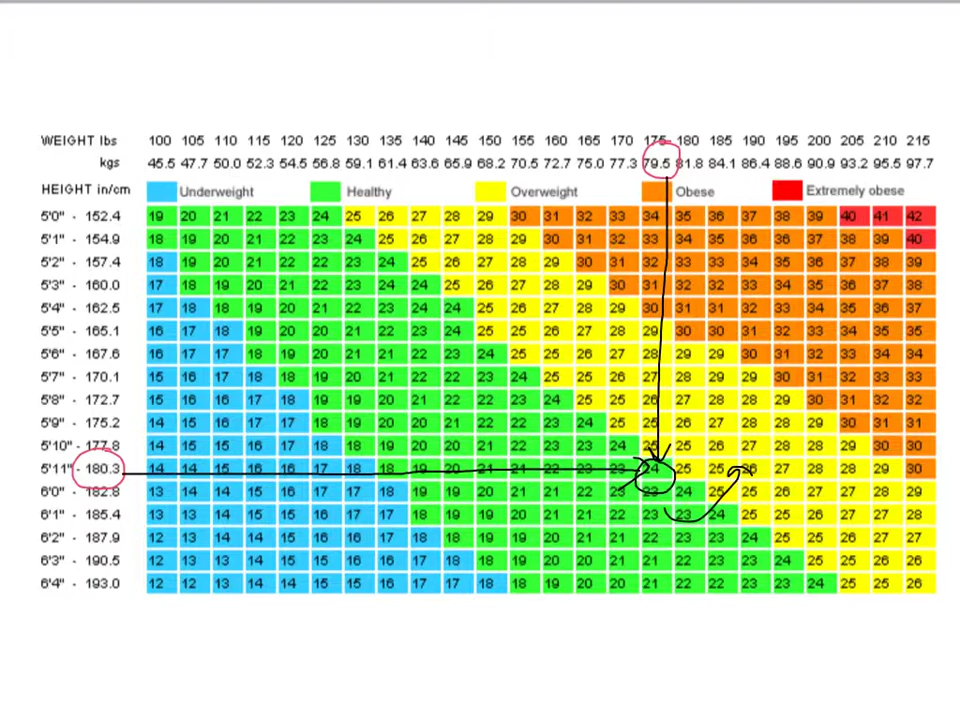 WEIGHT lbs 100 105 110 115 120 125 130 135 140 145 150 155 160 165 170 175 180 185 190 195 200 205 210 215
kgs 45.5 47.7 50.0 52.3 54.5 56.8 59.1 61.4 63.6 65.9 68.2 70.5 72.7 75.0 77.3 79.5 81.8 84.1 86.4 88.6 90.9 93.2 95.5 97.7
HEIGHT in/cm Underweight Healthy Overweight Obese Extremely obese
5'0" - 152.4 19 20 21 22 23 24 25 26 27 28 29 30 31 32 33 34 35 36 37 38 39 40 41 42
5'1" - 154.9 18 19 20 21 22 23 24 25 26 27 28 29 30 31 32 33 34 35 36 36 37 38 39 40
5'2" - 157.4 18 19 20 21 22 22 23 24 25 26 27 28 29 30 31 32 33 33 34 35 36 37 38 39
5'3" - 160.0 17 18 19 20 21 22 23 24 24 25 26 27 28 29 30 31 32 32 33 34 35 36 37 38
5'4" - 162.5 17 18 18 19 20 21 22 23 24 24 25 26 27 28 29 30 31 31 32 33 34 35 36 37
5'5" - 165.1 16 17 18 19 20 20 21 22 23 24 25 25 26 27 28 29 30 30 31 32 33 34 35 35
5'6" - 167.6 16 17 17 18 19 20 21 21 22 23 24 25 25 26 27 28 29 29 30 31 32 33 34 34
5'7" - 170.1 15 16 17 18 18 19 20 21 22 22 23 24 25 25 26 27 28 29 29 30 31 32 33 33
5'8" - 172.7 15 16 16 17 18 19 19 20 21 22 22 23 24 25 25 26 27 28 28 29 30 31 32 32
5'9" - 175.2 14 15 16 17 17 18 19 20 20 21 22 22 23 24 25 25 26 27 28 28 29 30 31 31
5'10" - 177.8 14 15 15 16 17 18 18 19 20 20 21 22 23 23 24 25 25 26 27 28 28 29 30 30
5'11" - 180.3 14 14 15 16 16 17 18 18 19 20 21 21 22 23 23 24 25 25 26 27 28 28 29 30
6'0" - 182.8 13 14 14 15 16 17 17 18 19 19 20 21 21 22 23 23 24 25 25 26 27 27 28 29
6'1" - 185.4 13 13 14 15 15 16 17 17 18 19 19 20 21 21 22 23 23 24 25 25 26 27 27 28
6'2" - 187.9 12 13 14 14 15 16 16 17 18 18 19 19 20 21 21 22 23 23 24 25 25 26 27 27
6'3" - 190.5 12 13 13 14 15 15 16 16 17 18 18 19 20 20 21 21 22 23 23 24 25 25 26 26
6'4" - 193.0 12 12 13 14 14 15 15 16 17 17 18 18 19 20 20 21 22 22 23 23 24 25 25 26